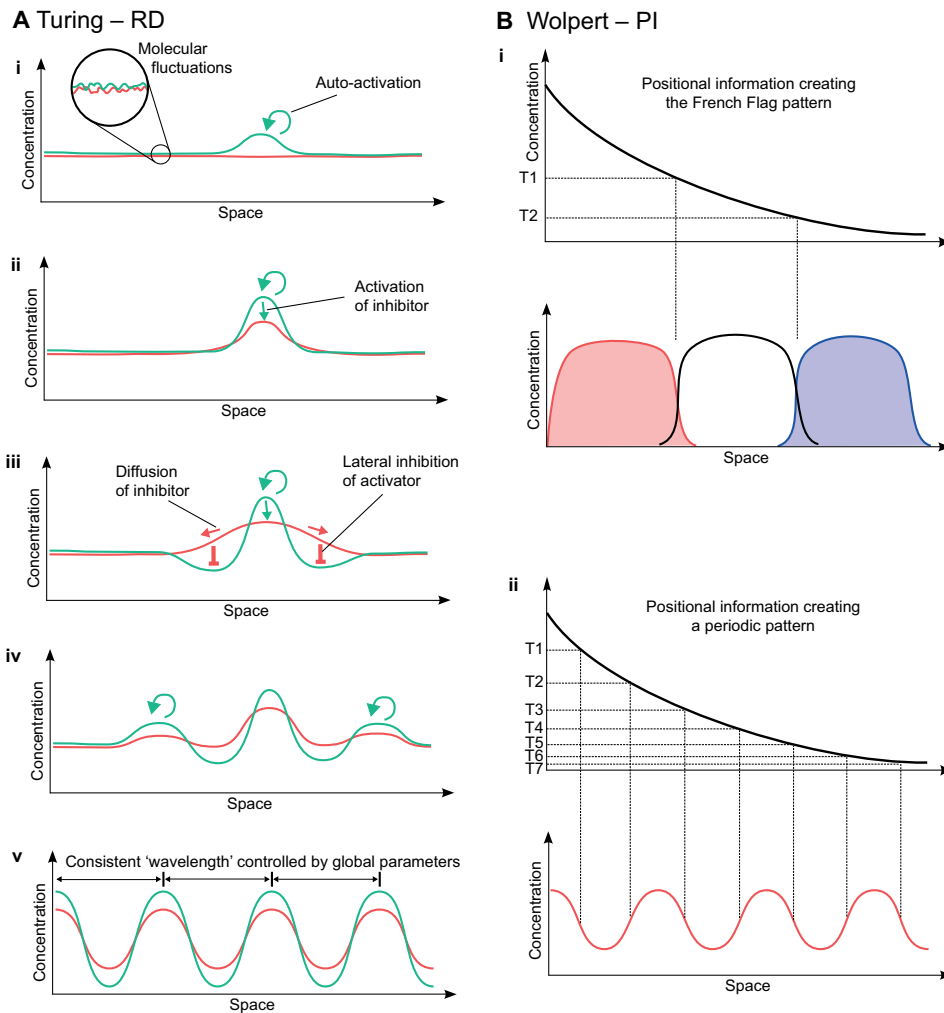 A Turing – RD
i
Molecular
fluctuations
Auto-activation
Concentration
Space
ii
Activation
of inhibitor
Concentration
Space
iii
Diffusion
of inhibitor
Lateral inhibition
of activator
Concentration
Space
iv
Concentration
Space
v
Consistent ‘wavelength’ controlled by global parameters
Concentration
Space
B Wolpert – PI
i
Positional information creating
the French Flag pattern
Concentration
T1
T2
Concentration
Space
ii
Positional information creating
a periodic pattern
T1
T2
T3
T4
T5
T6
T7
Concentration
Space